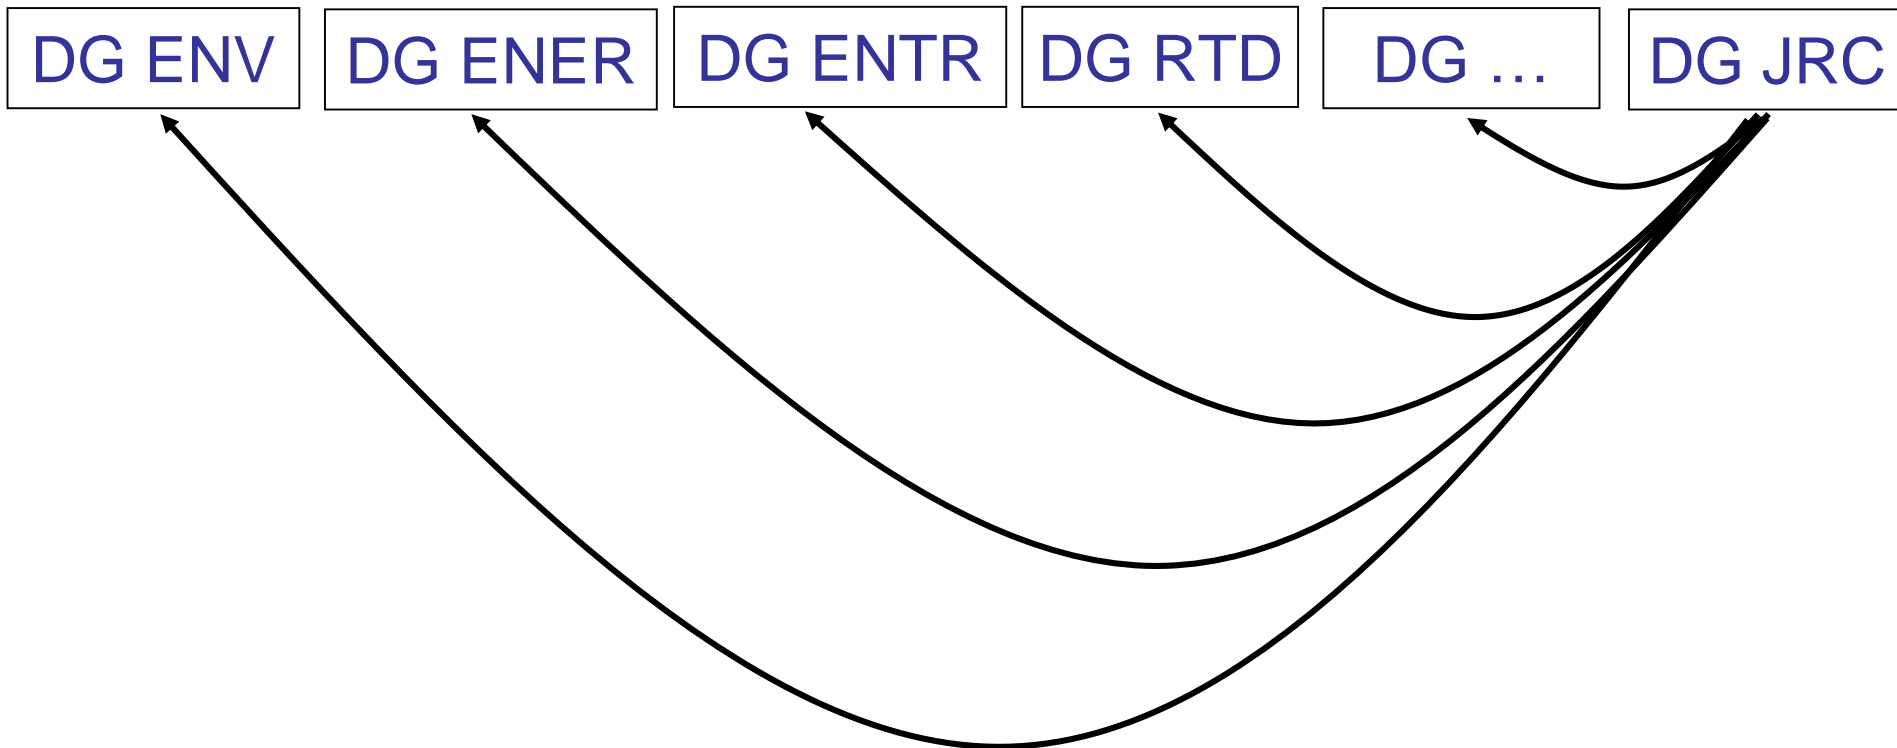 DG ENV
DG ENER
DG ENTR
DG RTD
DG …
DG JRC